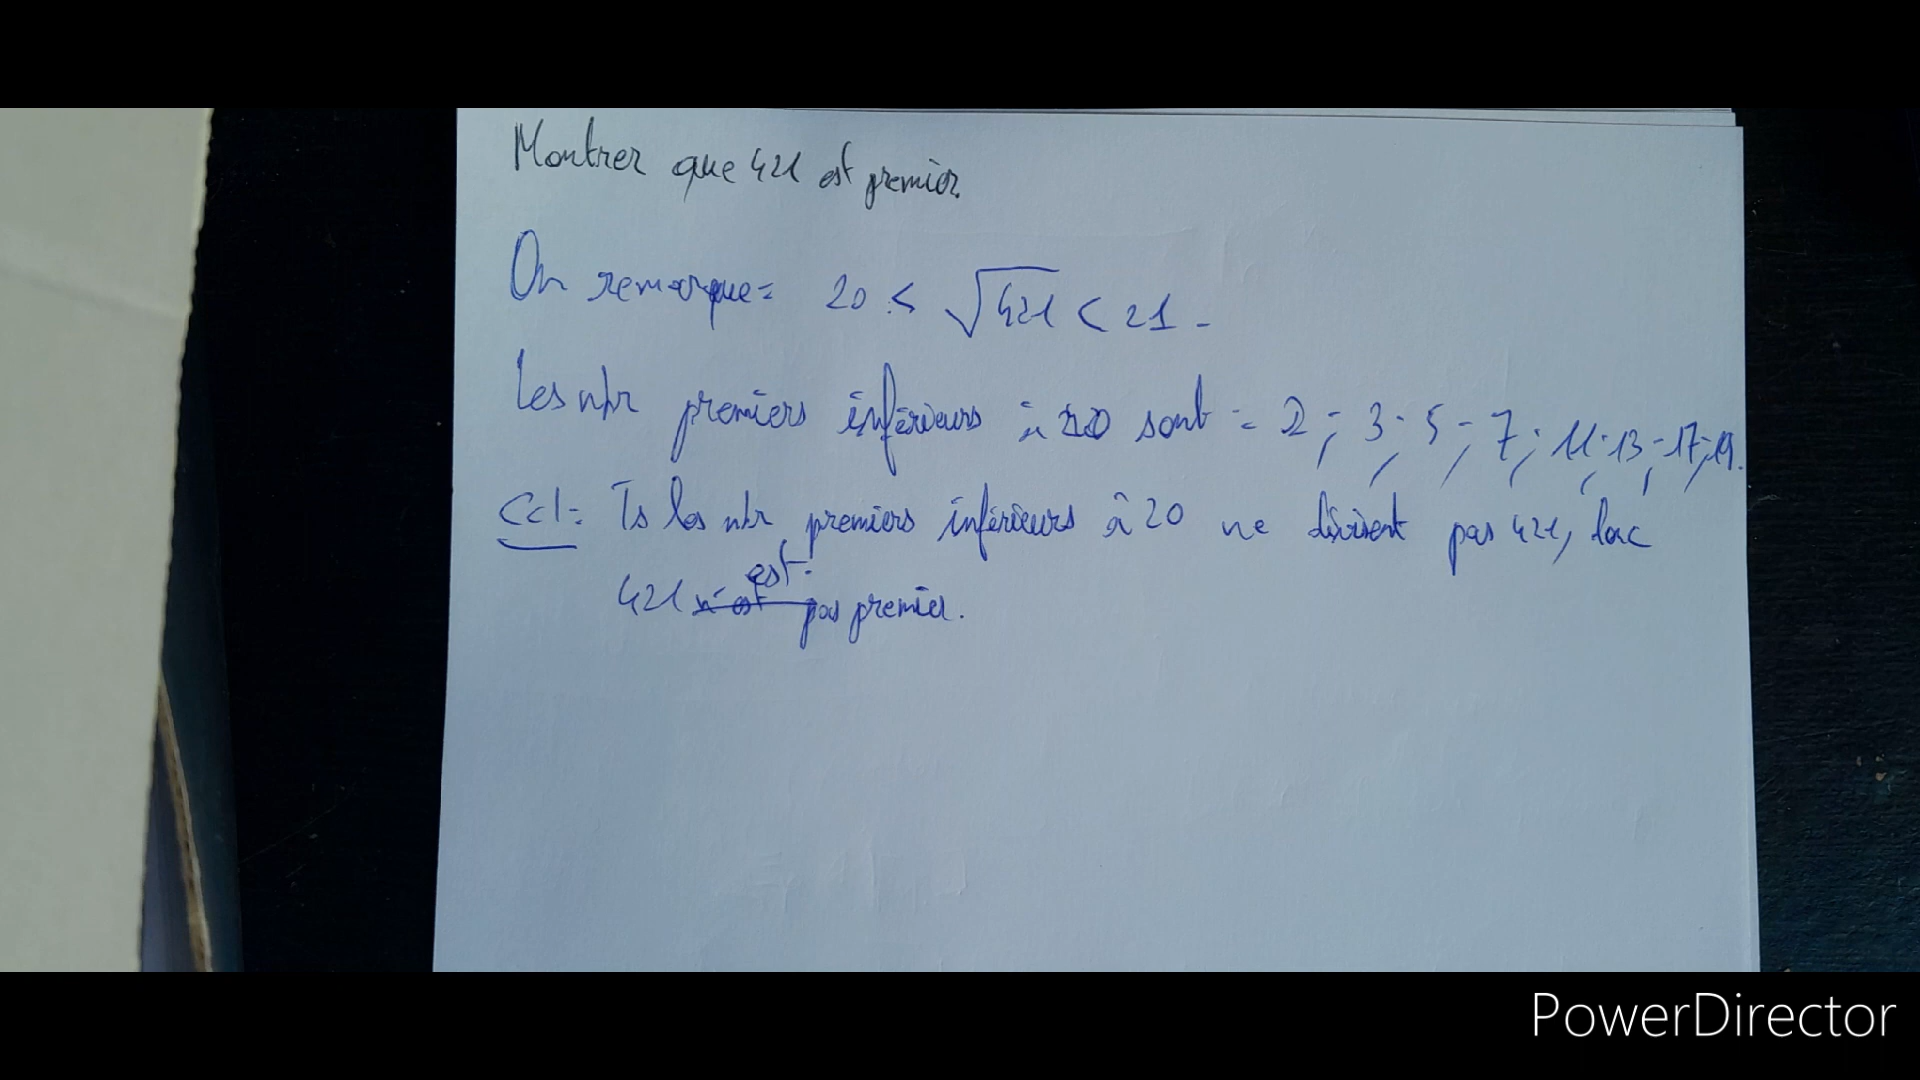 Montrer que 421 est premier.
On remarque = 20 ≤ √421 < 21 -
Les nbr premiers inférieurs à 20 sont = 2 ; 3 ; 5 ; 7 ; 11 ; 13 ; 17 ; 19.
Ccl = Ts les nbr premiers inférieurs à 20 ne divisent pas 421, donc
est
421 n'est pas premier.
PowerDirector